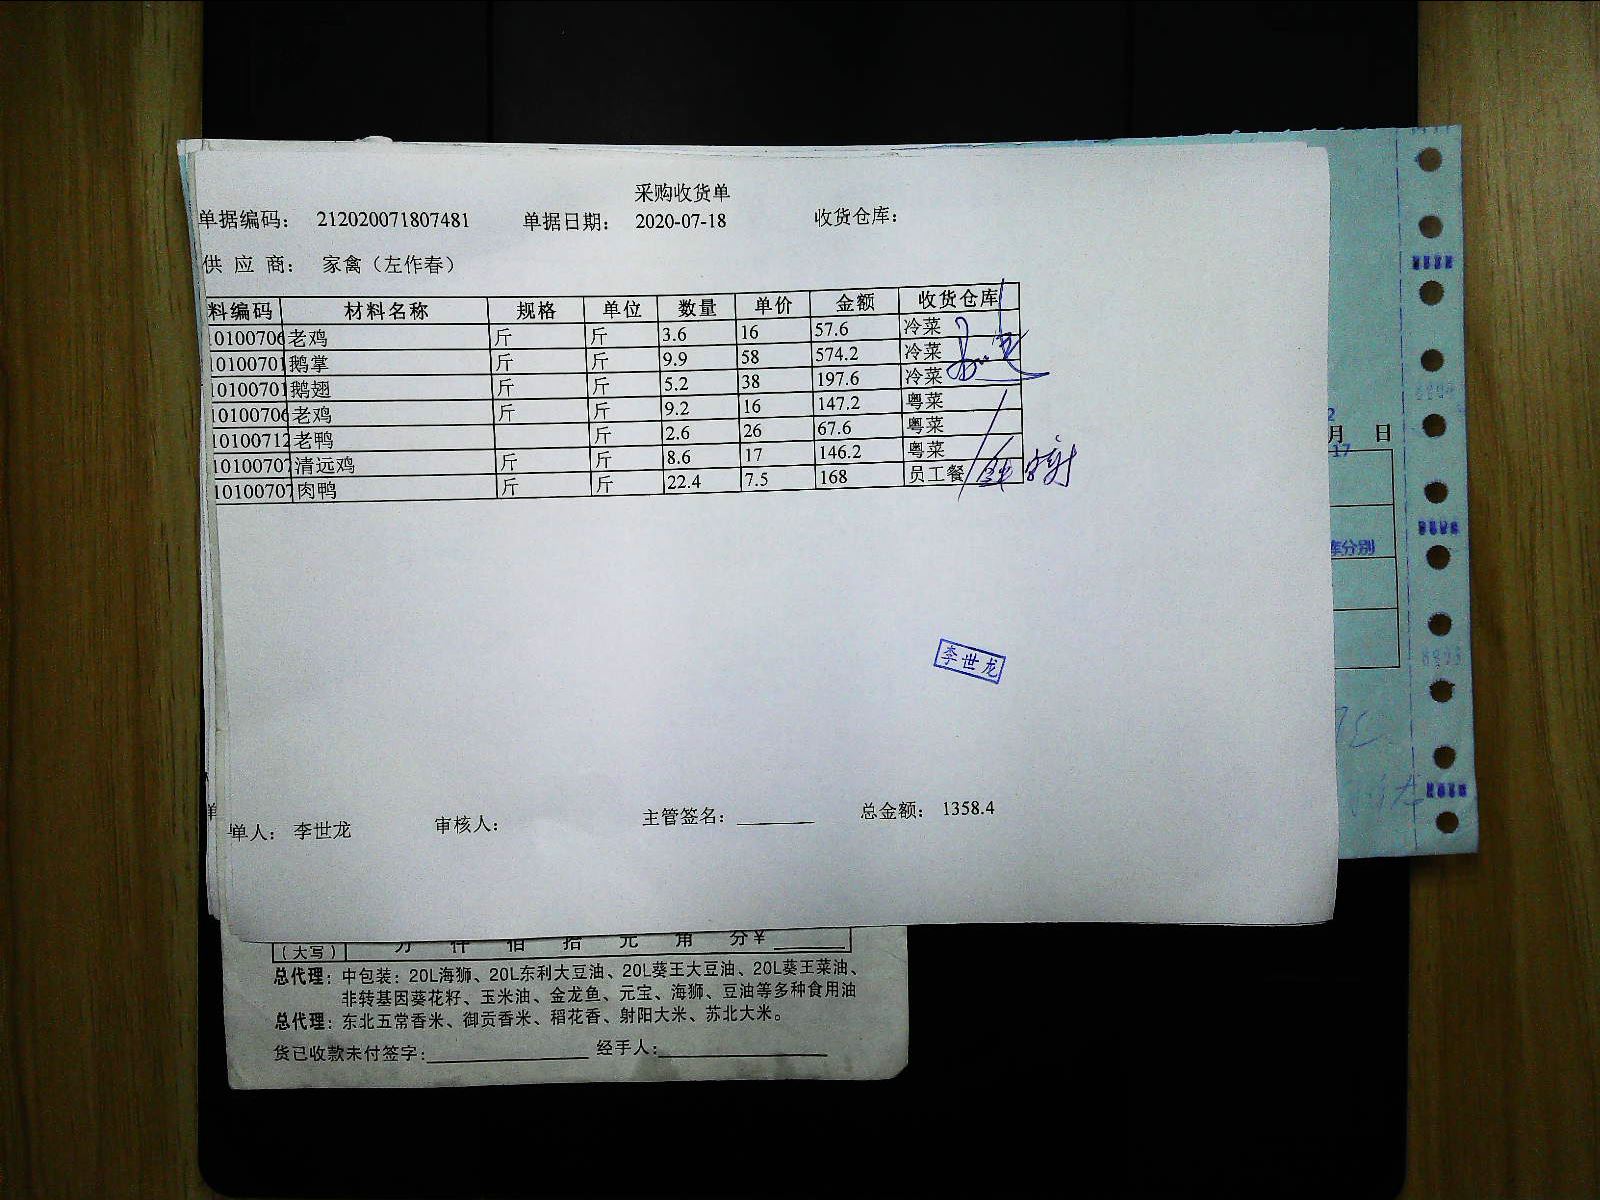 采购收货单
单据编码： 212020071807481 单据日期： 2020-07-18 收货仓库：
供 应 商： 家禽（左作春）
料编码 材料名称 规格 单位 数量 单价 金额 收货仓库
10100706 老鸡 斤 斤 3.6 16 57.6 冷菜
10100701 鹅掌 斤 斤 9.9 58 574.2 冷菜
10100701 鹅翅 斤 斤 5.2 38 197.6 冷菜
10100706 老鸡 斤 斤 9.2 16 147.2 粤菜
10100712 老鸭 斤 2.6 26 67.6 粤菜
10100707 清远鸡 斤 斤 8.6 17 146.2 粤菜
10100707 肉鸭 斤 斤 22.4 7.5 168 员工餐
李世龙
单人： 李世龙 审核人： 主管签名： 总金额： 1358.4
月 日
17
库分别
（大写） 万 仟 佰 拾 元 角 分￥
总代理：中包装：20L海狮、20L东利大豆油、20L葵王大豆油、20L葵王菜油、
非转基因葵花籽、玉米油、金龙鱼、元宝、海狮、豆油等多种食用油
总代理：东北五常香米、御贡香米、稻花香、射阳大米、苏北大米。
货已收款未付签字： 经手人：